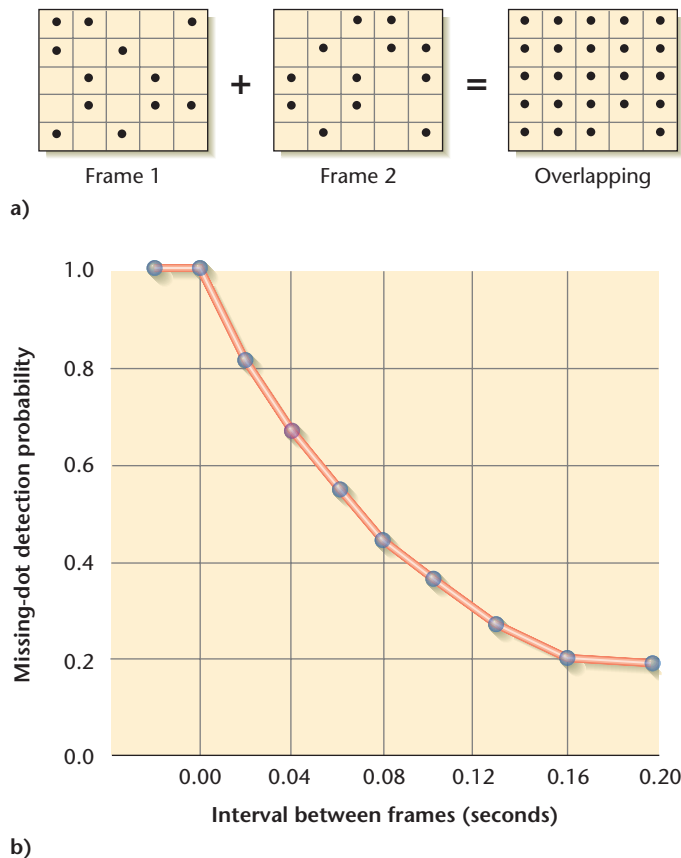 +
=
Frame 1
Frame 2
Overlapping
a)
Missing-dot detection probability
1.0
0.8
0.6
0.4
0.2
0.0
0.00 0.04 0.08 0.12 0.16 0.20
Interval between frames (seconds)
b)